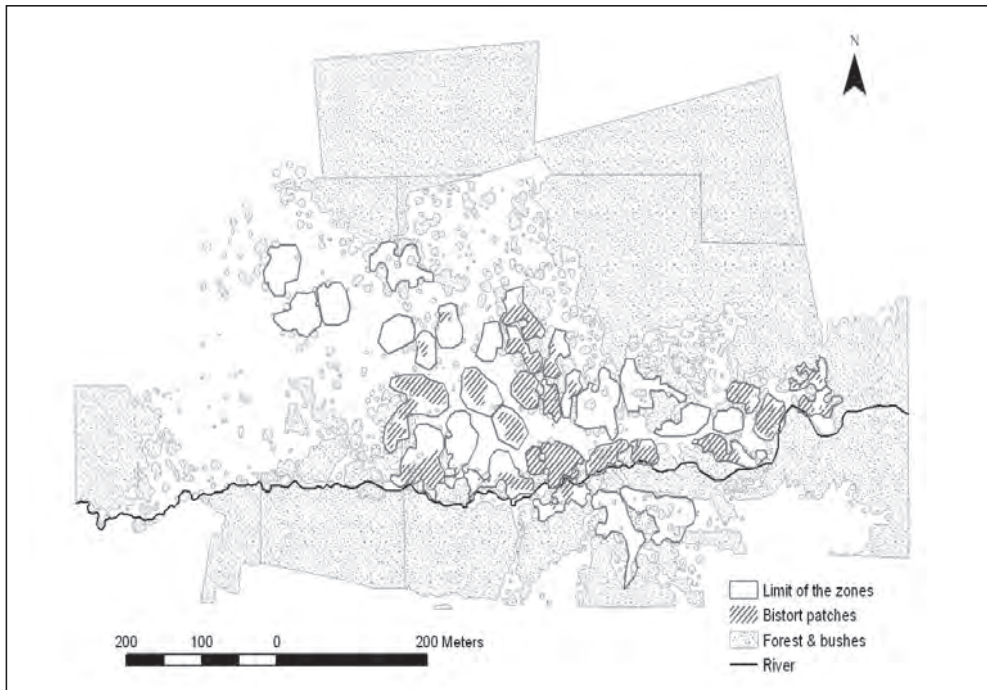 N
Limit of the zones
Bistort patches
Forest & bushes
River
200 100 0 200 Meters